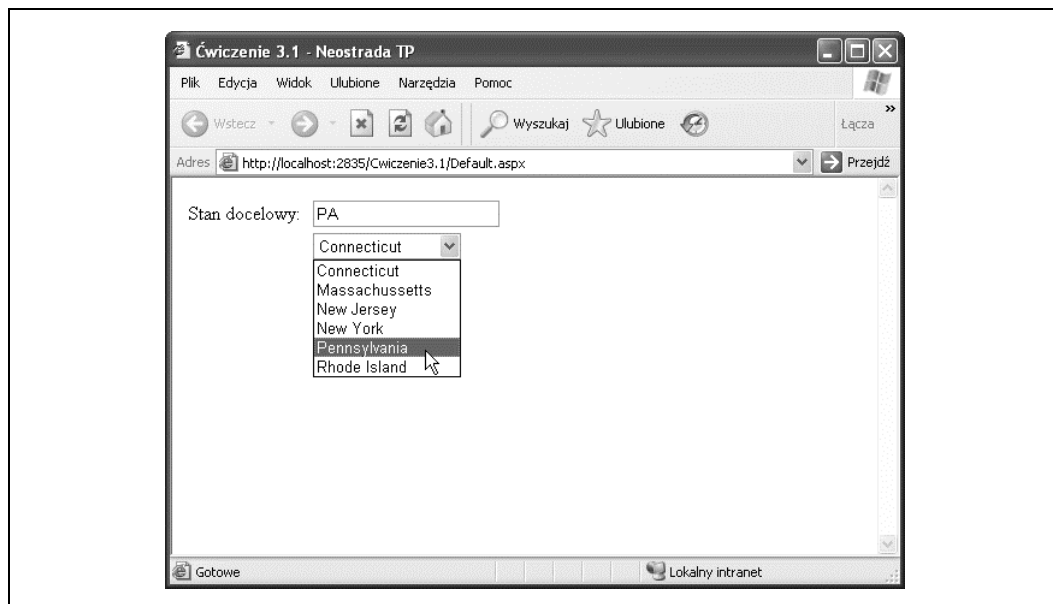 Ćwiczenie 3.1 - Neostrada TP
Plik Edycja Widok Ulubione Narzędzia Pomoc
Wstecz Wyszukaj Ulubione Łącza
Adres http://localhost:2835/Cwiczenie3.1/Default.aspx Przejdź
Stan docelowy: PA
Connecticut
Connecticut
Massachussetts
New Jersey
New York
Pennsylvania
Rhode Island
Gotowe Lokalny intranet